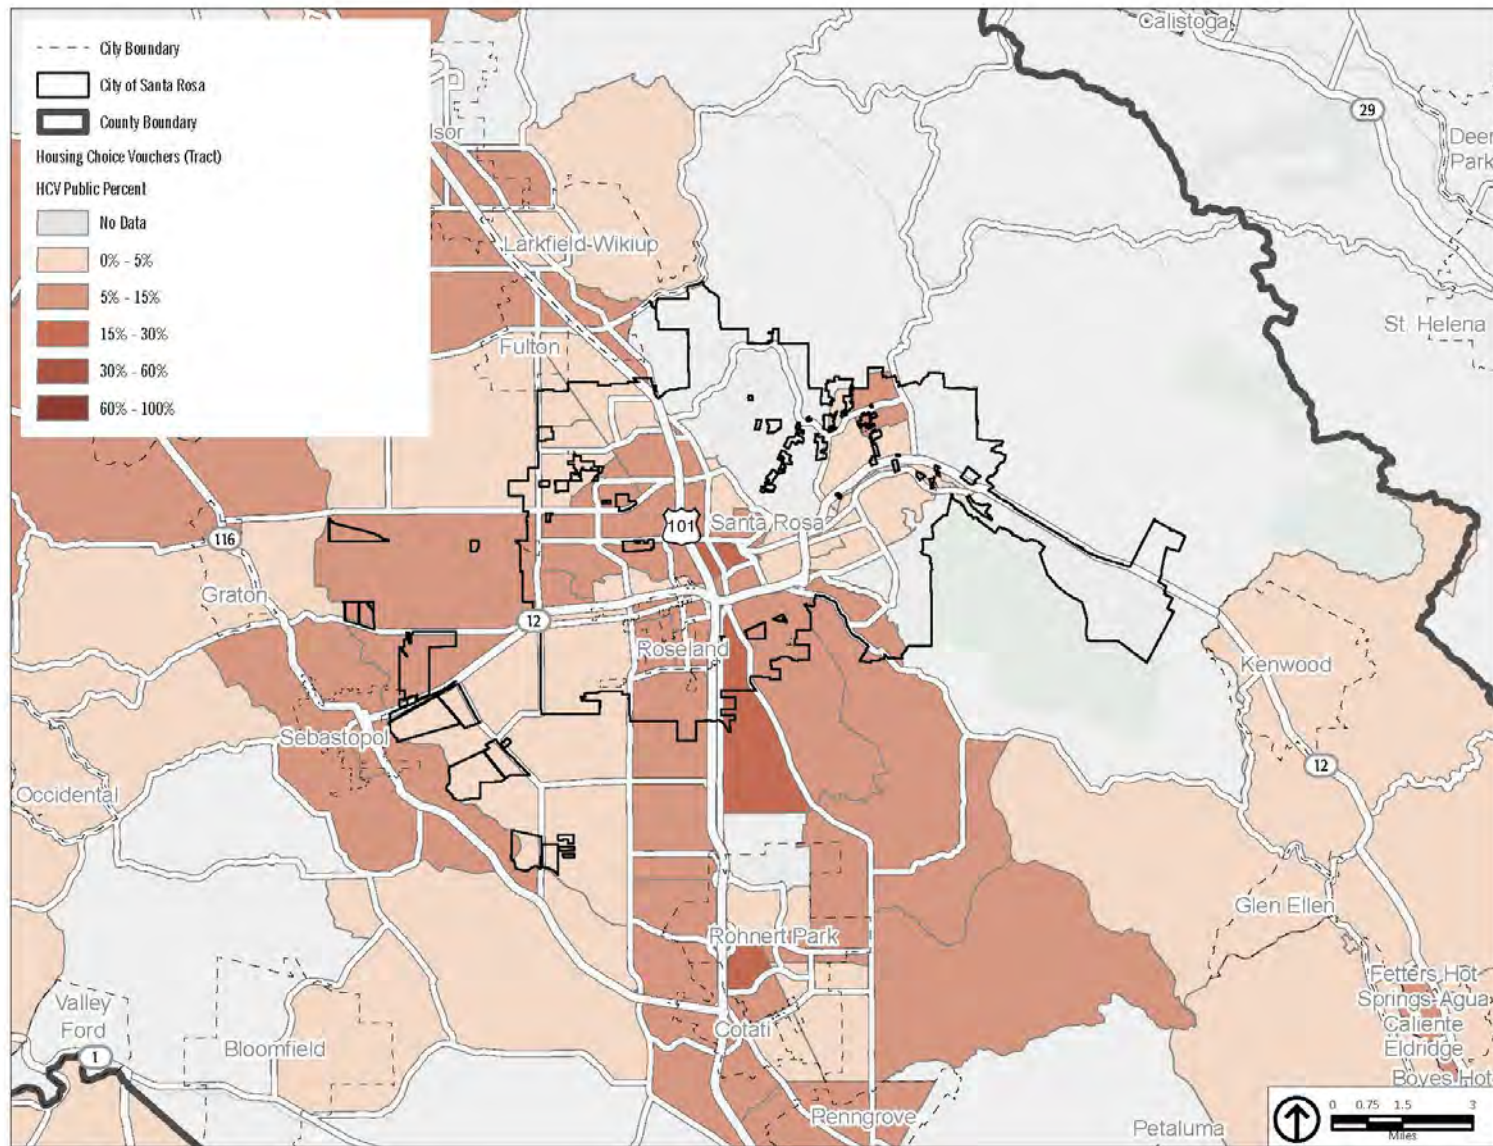 City Boundary
City of Santa Rosa
County Boundary
Housing Choice Vouchers (Tract)
HCV Public Percent
No Data
0% - 5%
5% - 15%
15% - 30%
30% - 60%
60% - 100%
Calistoga
29
Deer
Park
lsor
Larkfield-Wikiup
St. Helena
Fulton
101
Santa Rosa
116
Graton
12
Roseland
Kenwood
Sebastopol
12
Occidental
Glen Ellen
Rohnert Park
Fetters Hot
Springs-Agua
Caliente
Eldridge
Valley
Ford
1
Bloomfield
Cotati
Boyes Hot
Penngrove
Petaluma
0 0.75 1.5 3
Miles